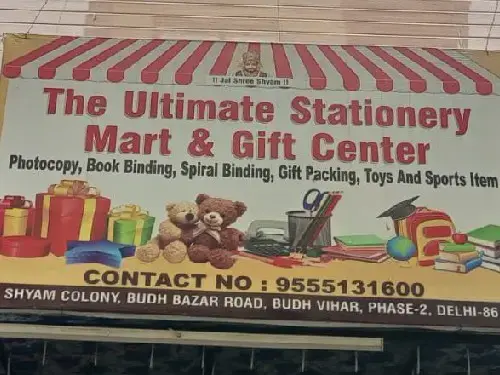 !! Jai Shree Shyam !!
The Ultimate Stationery
Mart & Gift Center
Photocopy, Book Binding, Spiral Binding, Gift Packing, Toys And Sports Item
CONTACT NO : 9555131600
SHYAM COLONY, BUDH BAZAR ROAD, BUDH VIHAR, PHASE-2, DELHI-86